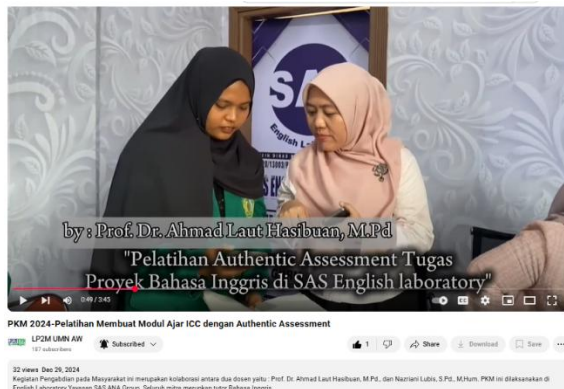 SAS
English Lab
by : Prof. Dr. Ahmad Laut Hasibuan, M.Pd
"Pelatihan Authentic Assessment Tugas
Proyek Bahasa Inggris di SAS English laboratory"
0:49 / 3:45
PKM 2024-Pelatihan Membuat Modul Ajar ICC dengan Authentic Assessment
LP2M UMN AW
187 subscribers
Subscribed
1
Share
Download
Save
32 views Dec 29, 2024
Kegiatan Pengabdian pada Masyarakat ini merupakan kolaborasi antara dua dosen yaitu : Prof. Dr. Ahmad Laut Hasibuan, M.Pd., dan Nazriani Lubis, S.Pd., M.Hum. PKM ini dilaksanakan di
English Laboratory Yayasan SAS ANA Group. Seluruh mitra merupakan tutor Bahasa Inggris.